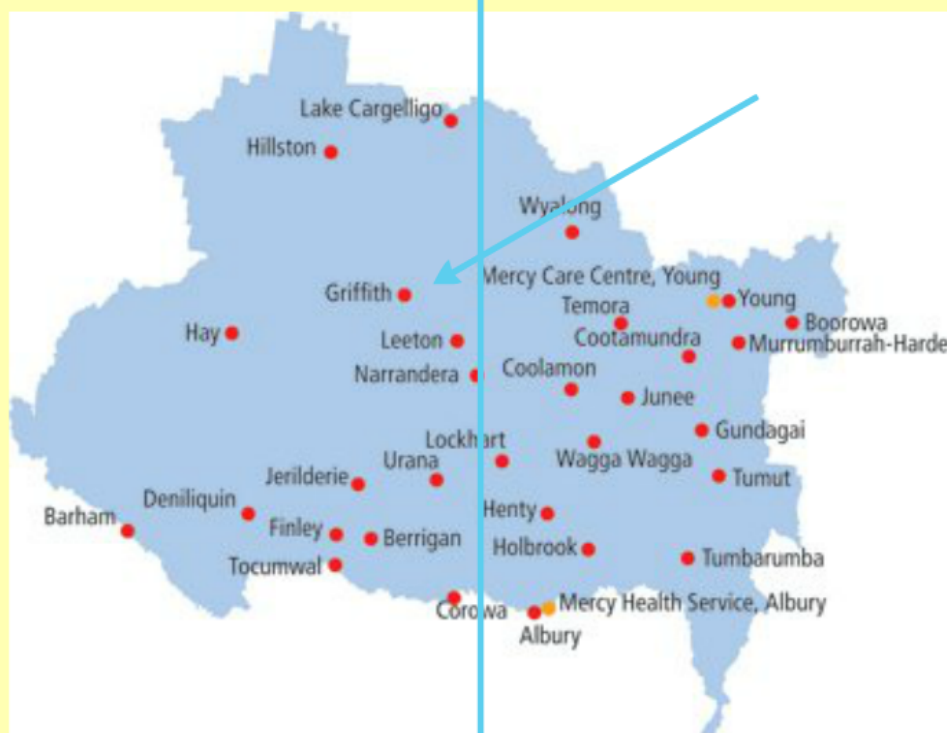 Lake Cargelligo
Hillston
Wyalong
Mercy Care Centre, Young
Griffith
Young
Temora
Boorowa
Hay
Leeton
Cootamundra
Murrumburrah-Harde
Narrandera
Coolamon
Junee
Gundagai
Lockhart
Wagga Wagga
Urana
Jerilderie
Tumut
Deniliquin
Barham
Henty
Finley
Berrigan
Holbrook
Tumbarumba
Tocumwal
Corowa
Mercy Health Service, Albury
Albury